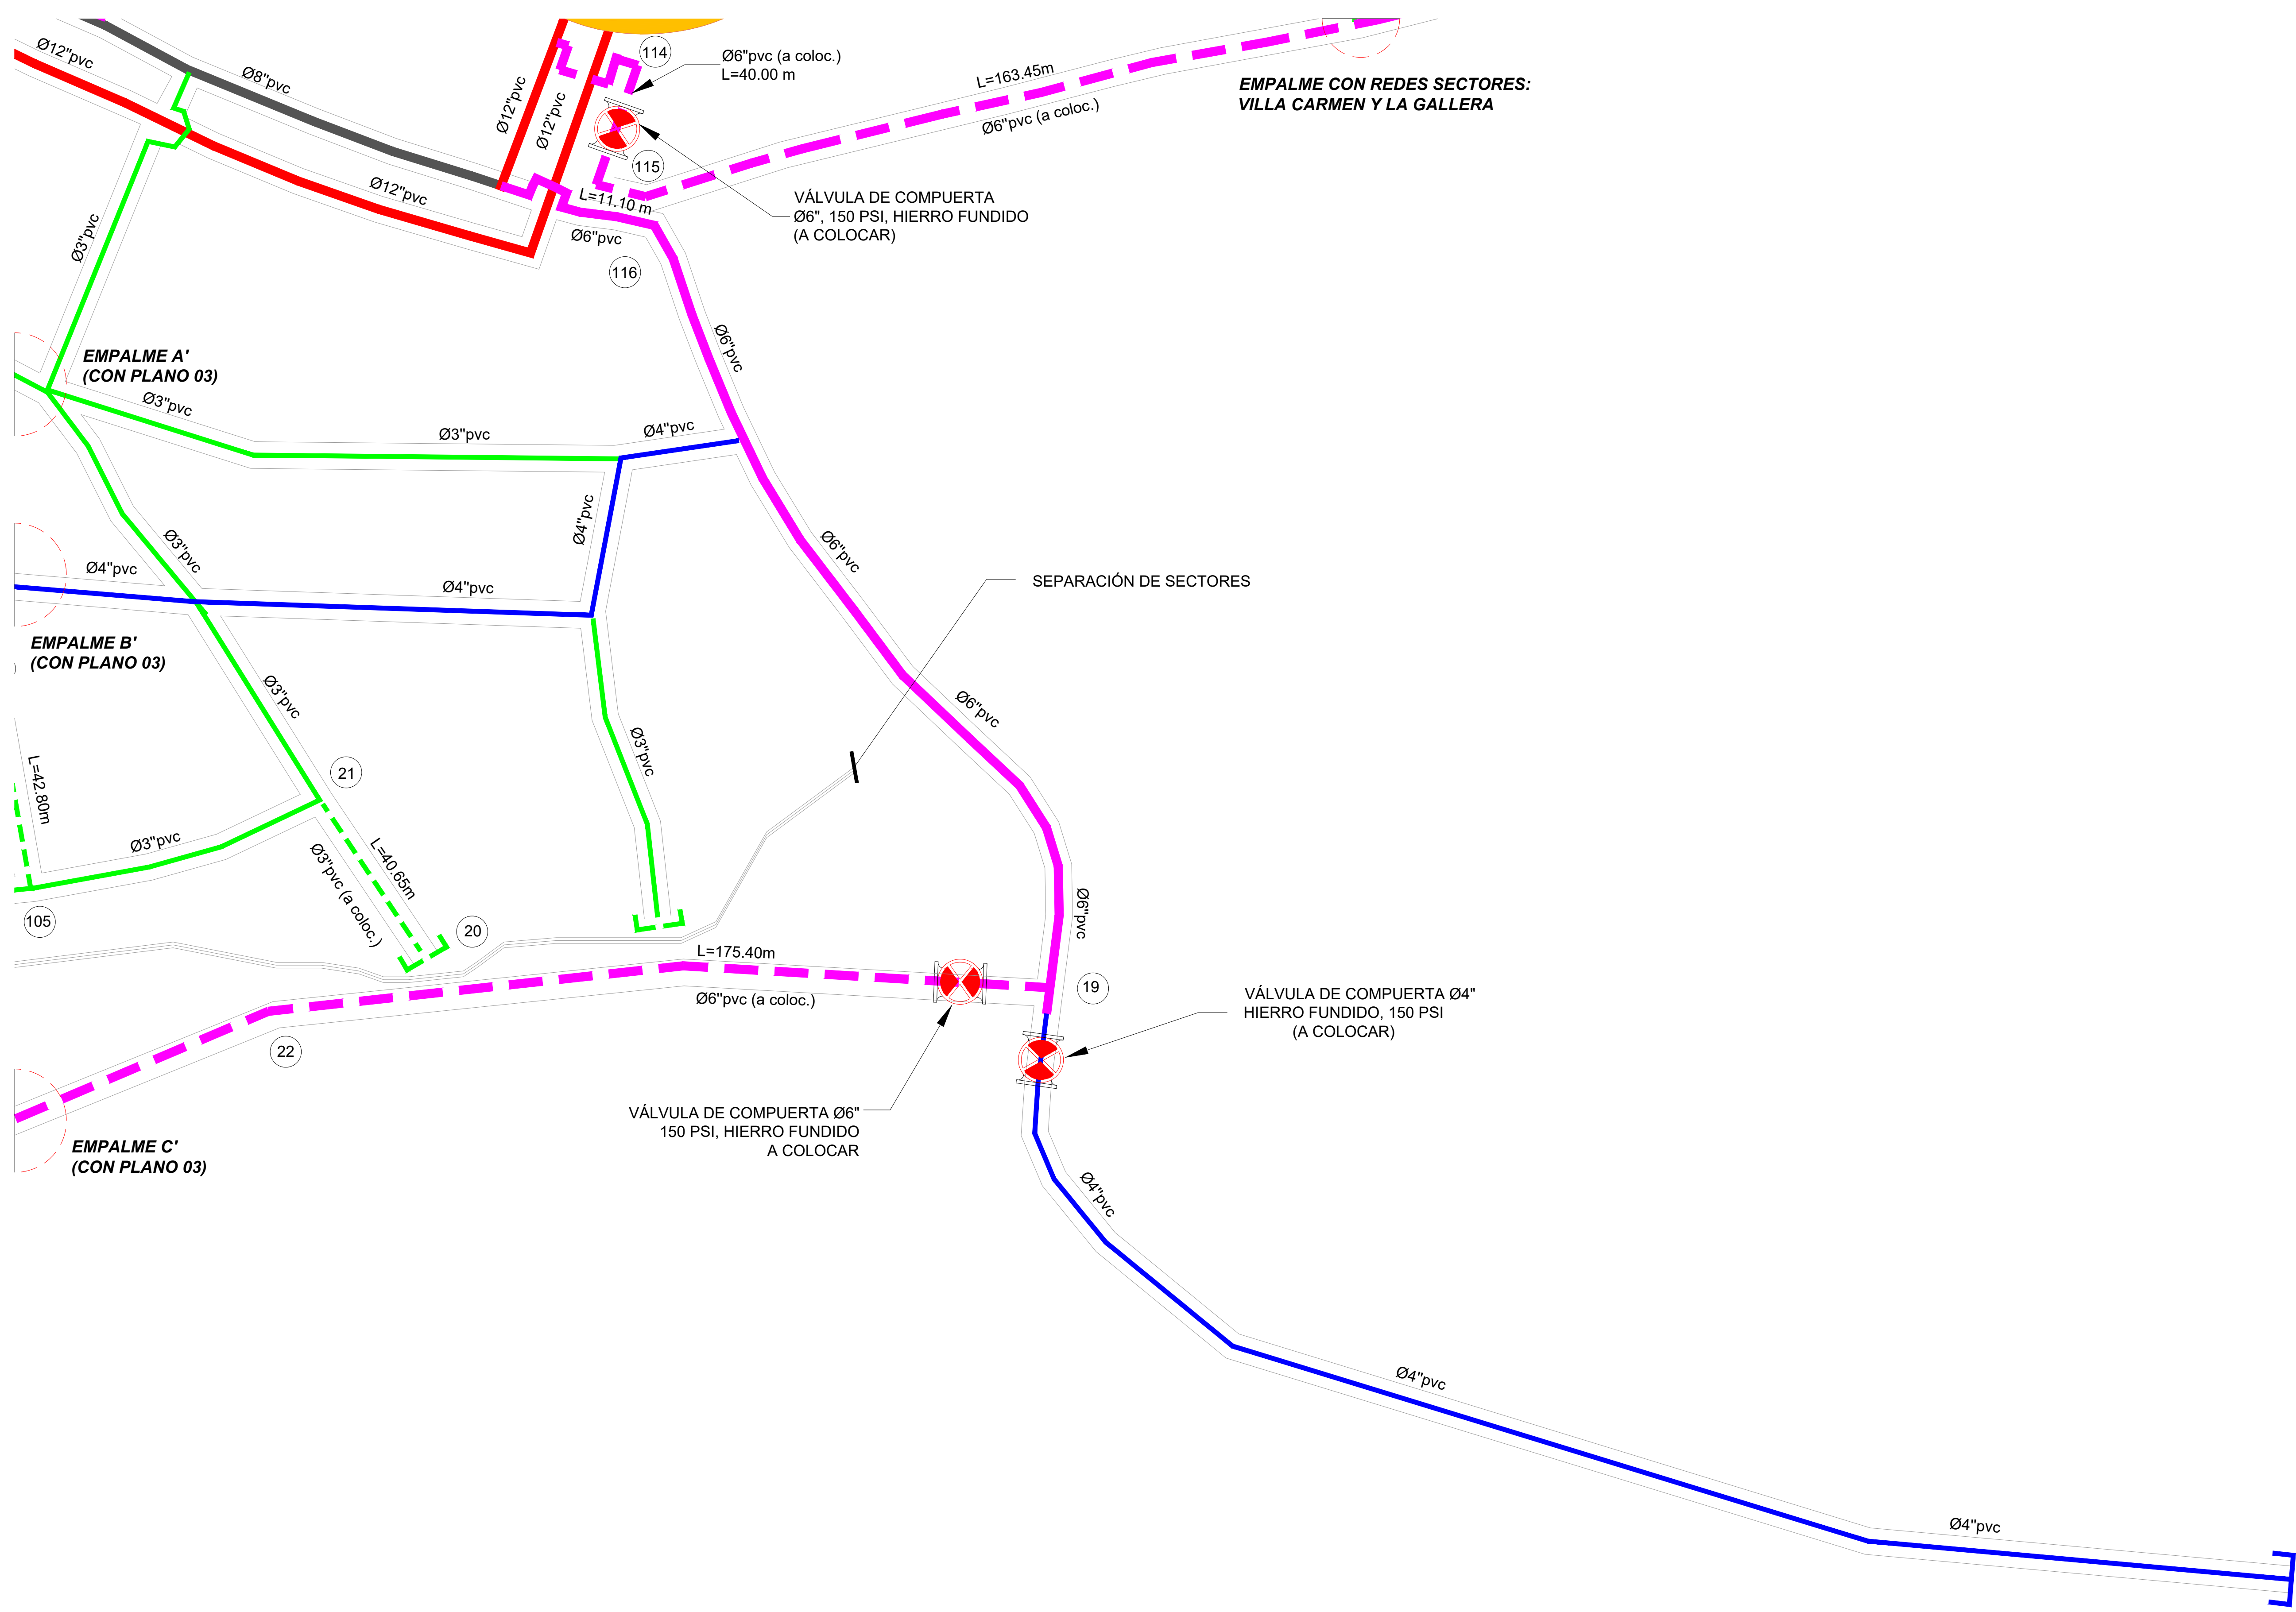 Ø12"pvc
Ø8"pvc
Ø12"pvc
Ø12"pvc
114
Ø6"pvc (a coloc.)
L=40.00 m
L=163.45m
Ø6"pvc (a coloc.)
EMPALME CON REDES SECTORES:
VILLA CARMEN Y LA GALLERA
115
Ø12"pvc
L=11.10 m
VÁLVULA DE COMPUERTA
Ø6", 150 PSI, HIERRO FUNDIDO
(A COLOCAR)
Ø3"pvc
Ø6"pvc
116
Ø6"pvc
EMPALME A'
(CON PLANO 03)
Ø3"pvc
Ø3"pvc
Ø4"pvc
Ø4"pvc
Ø3"pvc
Ø6"pvc
Ø4"pvc
Ø4"pvc
SEPARACIÓN DE SECTORES
EMPALME B'
(CON PLANO 03)
Ø3"pvc
Ø6"pvc
Ø3"pvc
21
L=42.80m
Ø3"pvc
L=40.65m
Ø3"pvc (a coloc.)
105
20
Ø6"pvc
L=175.40m
Ø6"pvc (a coloc.)
19
VÁLVULA DE COMPUERTA Ø4"
HIERRO FUNDIDO, 150 PSI
(A COLOCAR)
22
VÁLVULA DE COMPUERTA Ø6"
150 PSI, HIERRO FUNDIDO
A COLOCAR
EMPALME C'
(CON PLANO 03)
Ø4"pvc
Ø4"pvc
Ø4"pvc